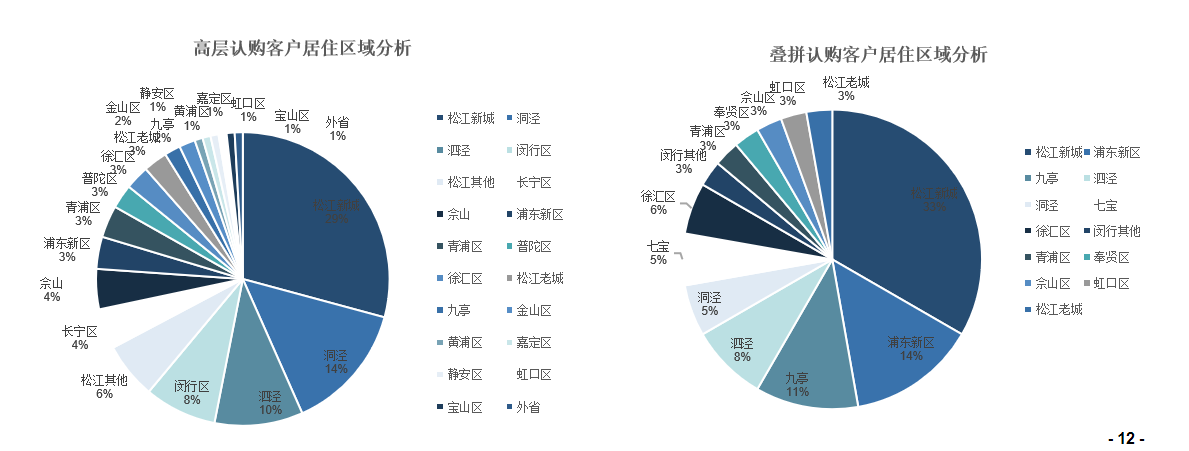 高层认购客户居住区域分析
静安区
1%
金山区
2%
嘉定区
1%
黄浦区
1%
虹口区
1%
宝山区
1%
外省
1%
九亭
2%
松江老城
3%
徐汇区
3%
普陀区
3%
青浦区
3%
浦东新区
3%
佘山
4%
长宁区
4%
松江其他
6%
闵行区
8%
泗泾
10%
洞泾
14%
松江新城
松江新城 洞泾
泗泾 闵行区
松江其他 长宁区
佘山 浦东新区
青浦区 普陀区
徐汇区 松江老城
九亭 金山区
黄浦区 嘉定区
静安区 虹口区
宝山区 外省
叠拼认购客户居住区域分析
松江老城
3%
虹口区
3%
佘山区
3%
奉贤区
3%
青浦区
3%
闵行其他
3%
徐汇区
6%
七宝
5%
洞泾
5%
泗泾
8%
九亭
11%
浦东新区
14%
松江新城
松江新城 浦东新区
九亭 泗泾
洞泾 七宝
徐汇区 闵行其他
青浦区 奉贤区
佘山区 虹口区
松江老城
- 12 -